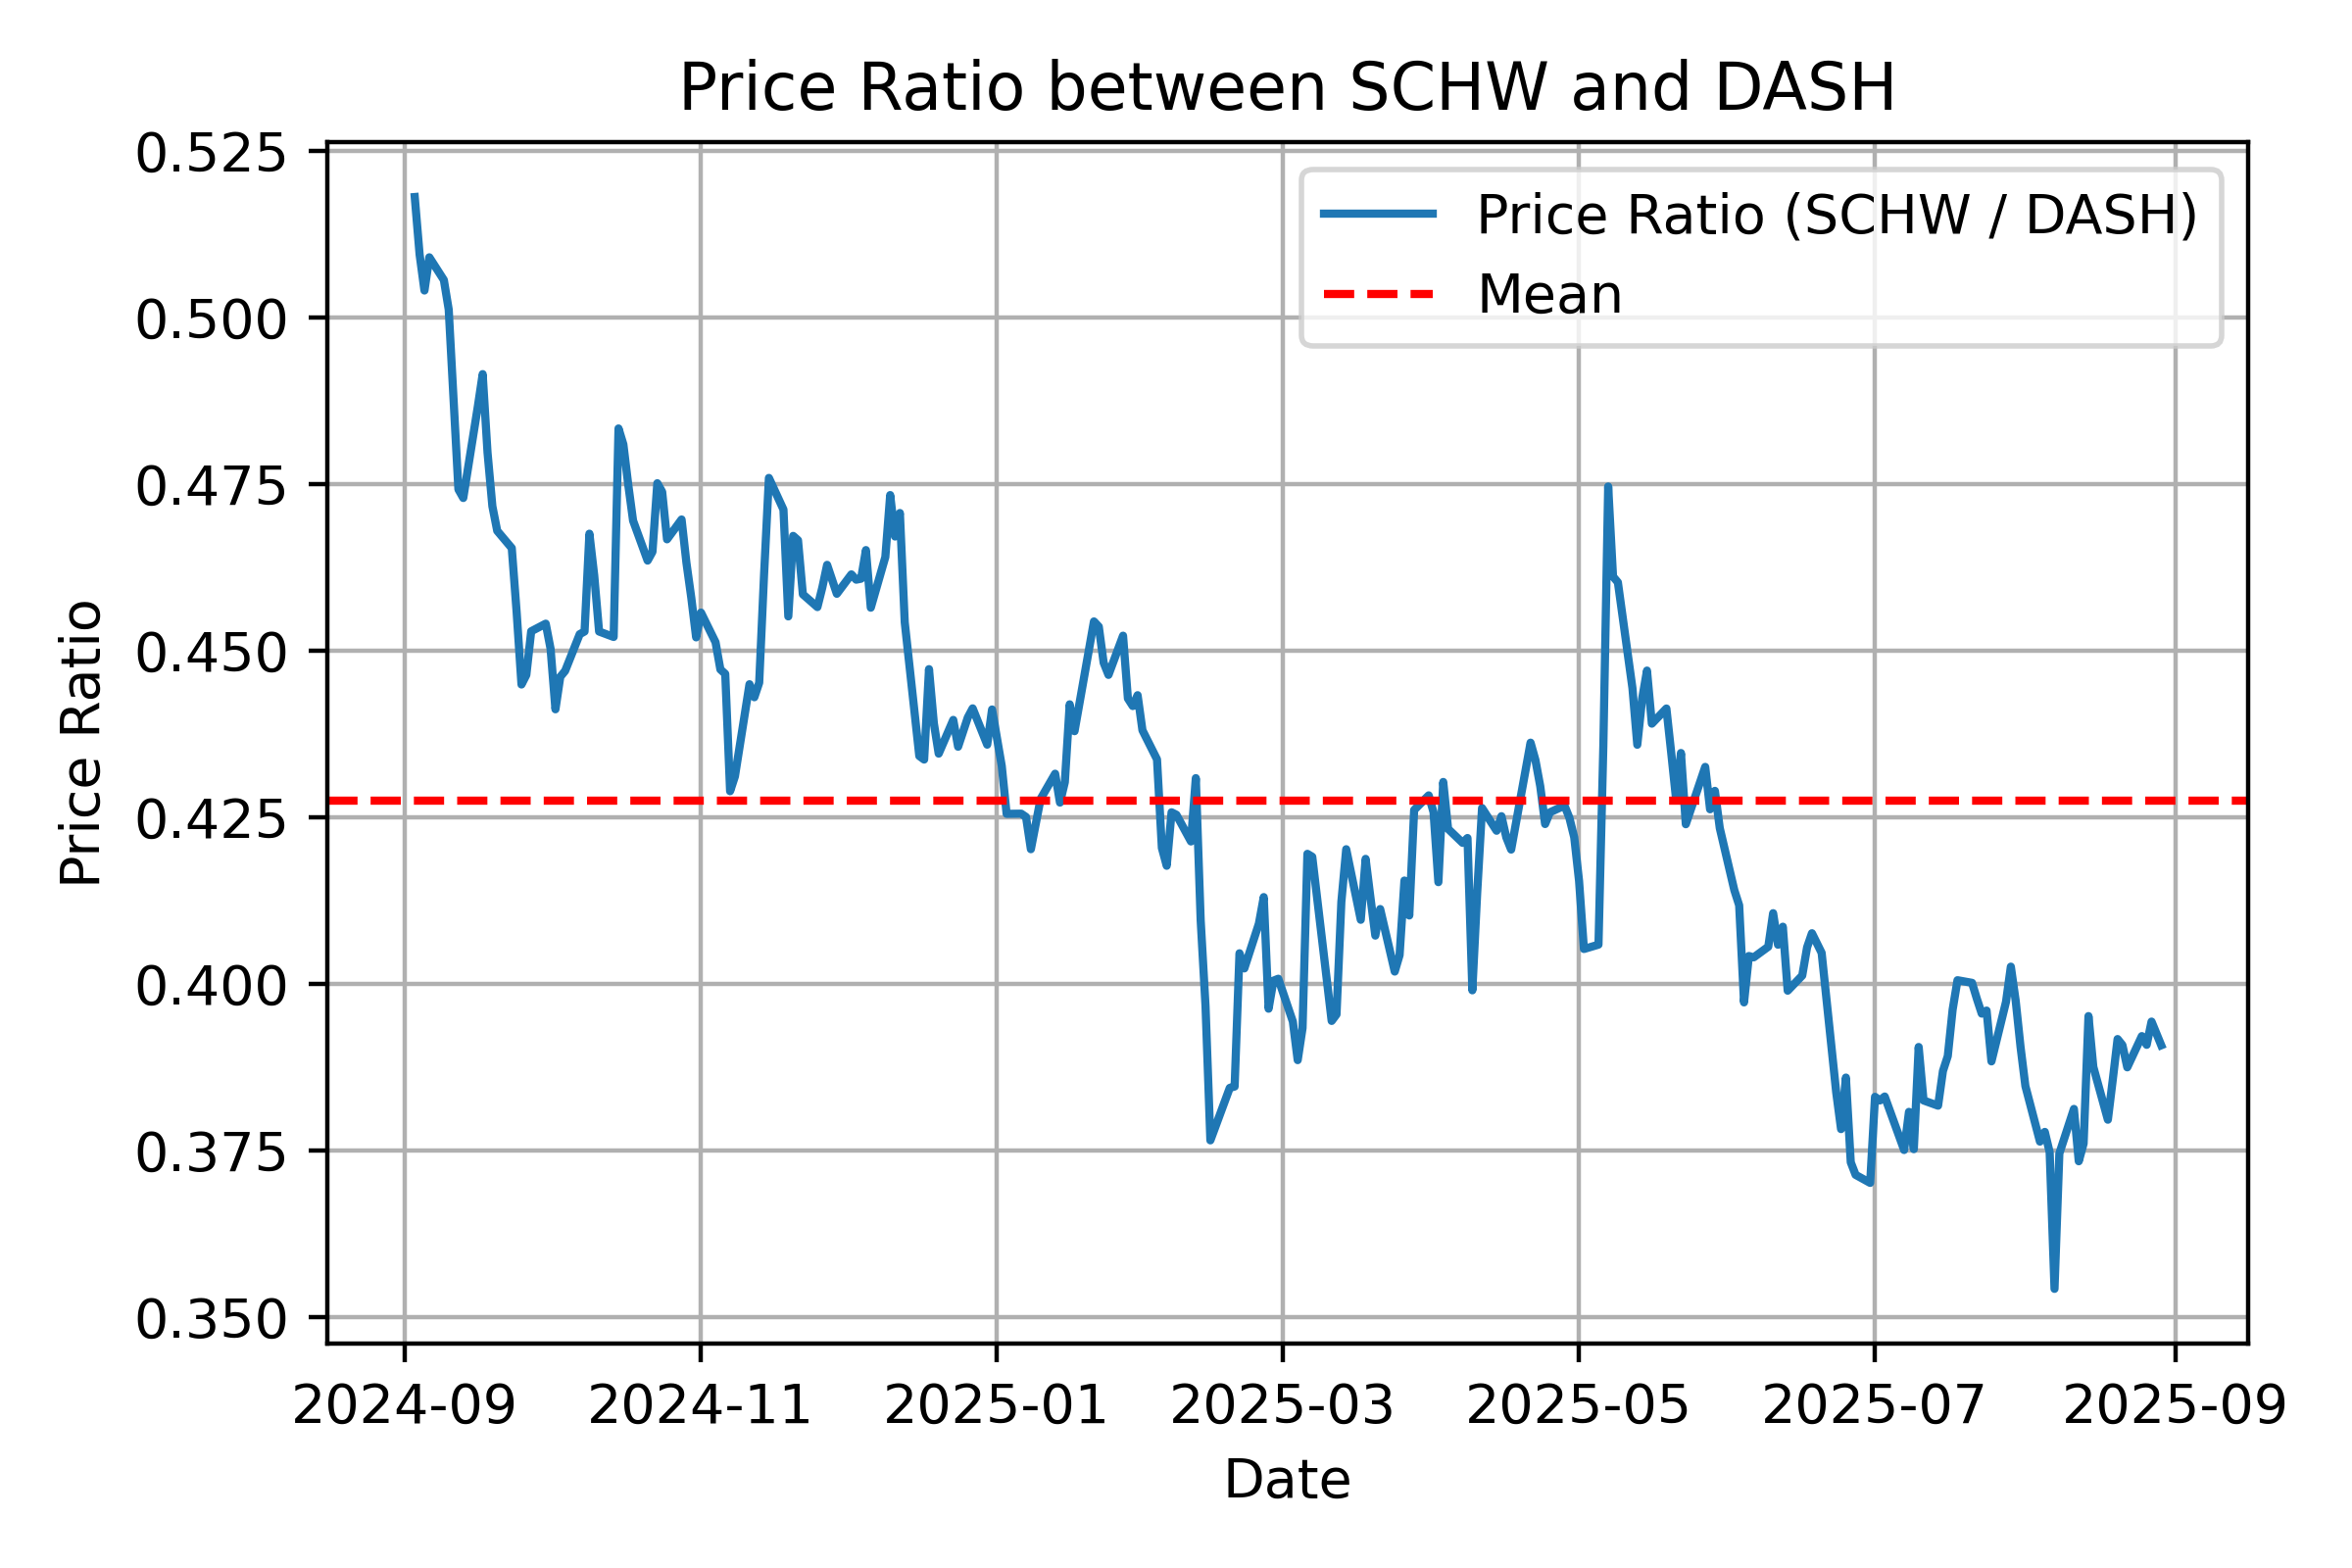 Price Ratio between SCHW and DASH
0.525
0.500
0.475
0.450
0.425
0.400
0.375
0.350
Price Ratio
Price Ratio (SCHW / DASH)
Mean
2024-09 2024-11 2025-01 2025-03 2025-05 2025-07 2025-09
Date